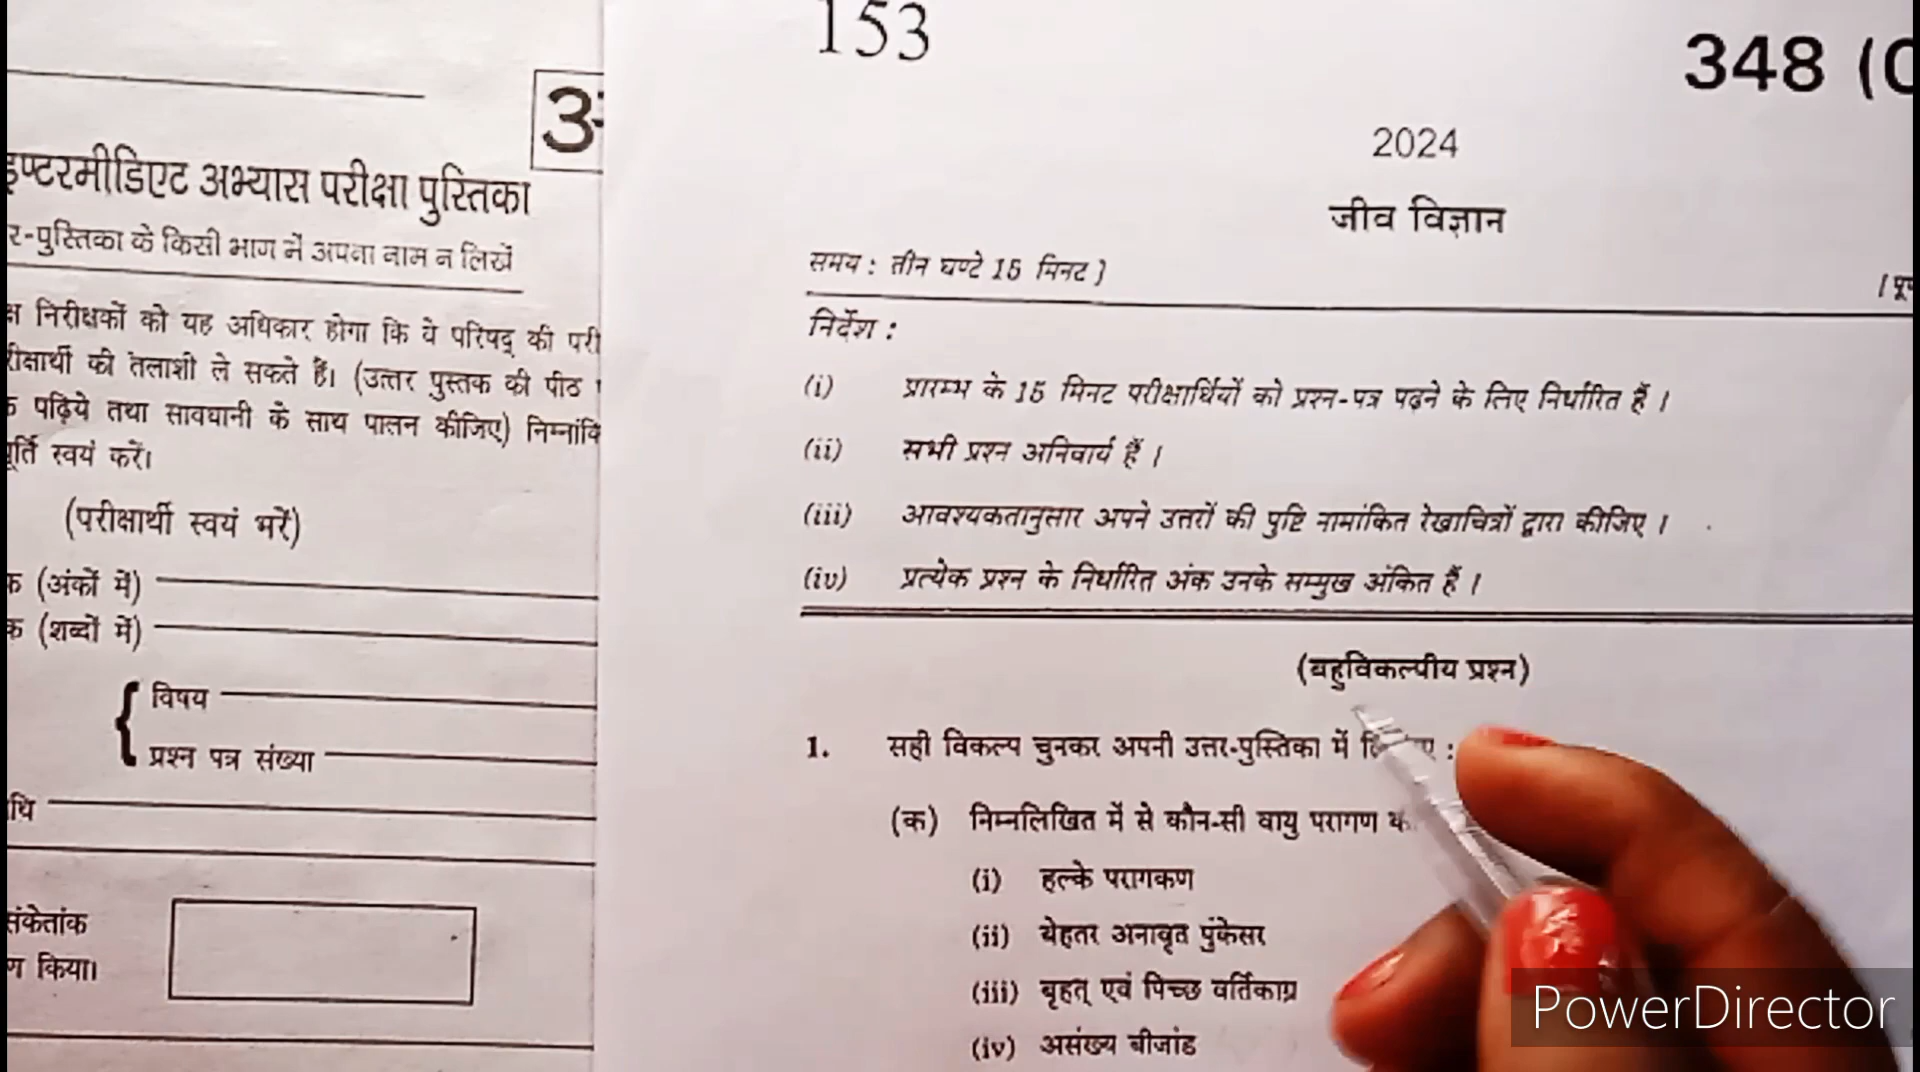 इण्टरमीडिएट अभ्यास परीक्षा पुस्तिका
पुस्तिका के किसी भाग में अपना नाम न लिखें
निरीक्षकों को यह अधिकार होगा कि वे परिषद् की
की तलाशी ले सकते हैं। (उत्तर पुस्तक की पीठ
पढ़िये तथा सावधानी के साथ पालन कीजिए)
स्वयं करें।
(परीक्षार्थी स्वयं भरें)
(अंकों में)
(शब्दों में)
विषय
प्रश्न पत्र संख्या
किया।
153
348
2024
जीव विज्ञान
समय : तीन घण्टे 15 मिनट ]
निर्देश :
(i) प्रारम्भ के 15 मिनट परीक्षार्थियों को प्रश्न-पत्र पढ़ने के लिए निर्धारित हैं ।
(ii) सभी प्रश्न अनिवार्य हैं ।
(iii) आवश्यकतानुसार अपने उत्तरों की पुष्टि नामांकित रेखाचित्रों द्वारा कीजिए ।
(iv) प्रत्येक प्रश्न के निर्धारित अंक उनके सम्मुख अंकित हैं ।
(बहुविकल्पीय प्रश्न)
1. सही विकल्प चुनकर अपनी उत्तर-पुस्तिका में
(क) निम्नलिखित में से कौन-सी वायु परागण
(i) हल्के परागकण
(ii) बेहतर अनावृत पुंकेसर
(iii) बृहत् एवं पिच्छ वर्तिकाग्र
(iv) असंख्य बीजांड
PowerDirector